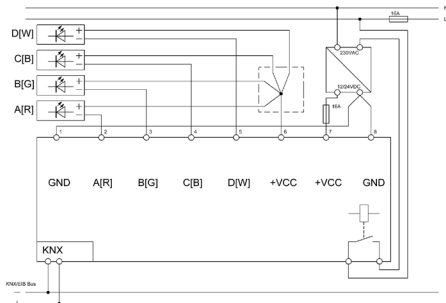 N
L
15A
D[W]
+
-
C[B]
+
-
B[G]
+
-
A[R]
+
-
230VAC
12/24VDC
16A
1 2 3 4 5 6 7 8
GND A[R] B[G] C[B] D[W] +VCC +VCC GND
KNX
KNX/EIB Bus